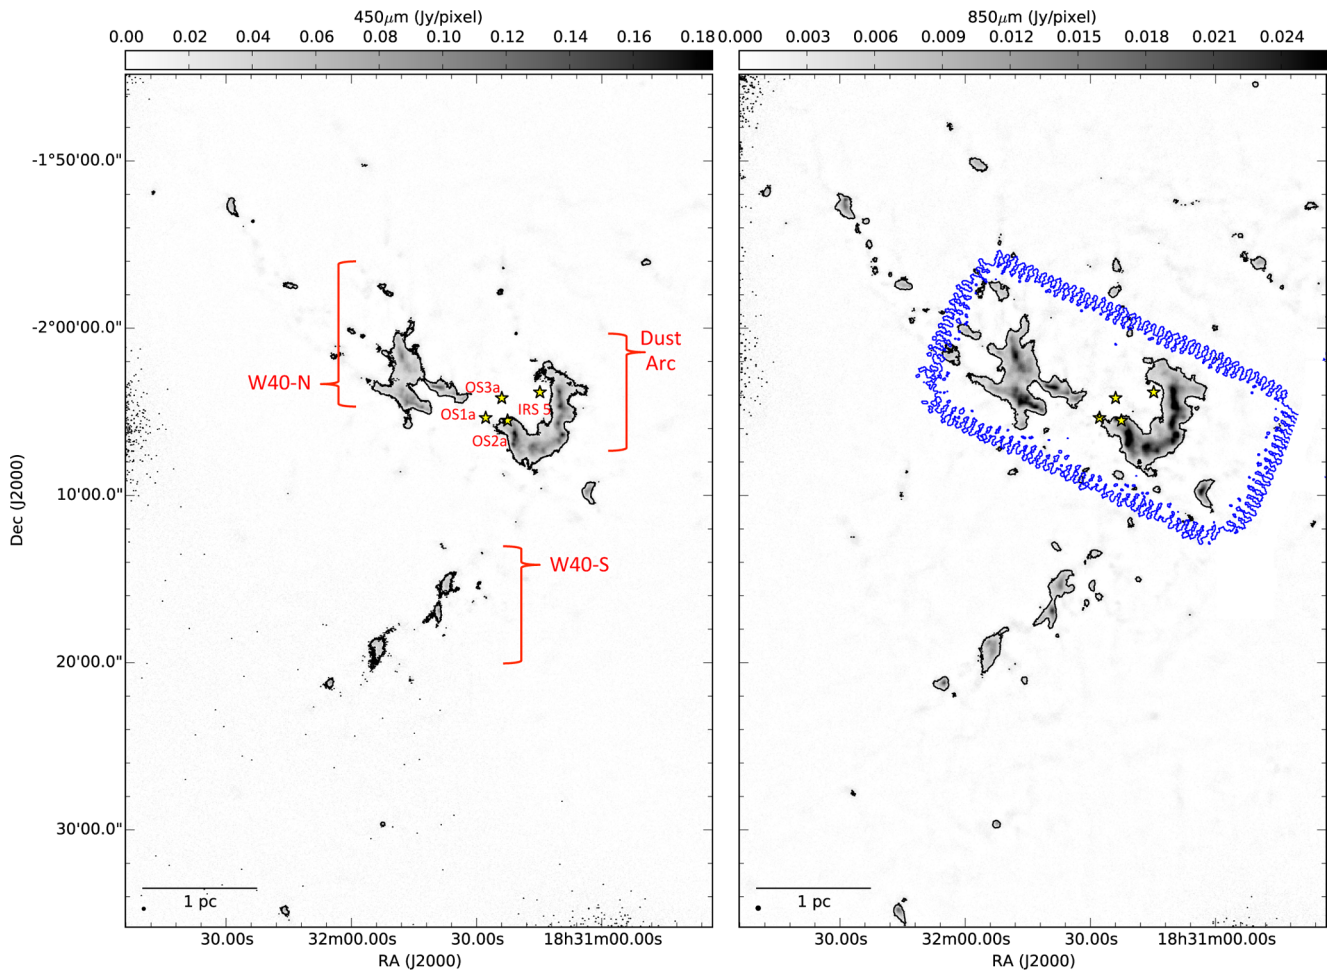 450μm (Jy/pixel)
850μm (Jy/pixel)
0.00 0.02 0.04 0.06 0.08 0.10 0.12 0.14 0.16 0.18
0.000 0.003 0.006 0.009 0.012 0.015 0.018 0.021 0.024
-1°50'00.0"
-2°00'00.0"
10'00.0"
20'00.0"
30'00.0"
Dec (J2000)
W40-N
Dust
Arc
OS3a
IRS 5
OS1a
OS2a
W40-S
1 pc
1 pc
30.00s 32m00.00s 30.00s 18h31m00.00s
30.00s 32m00.00s 30.00s 18h31m00.00s
RA (J2000)
RA (J2000)